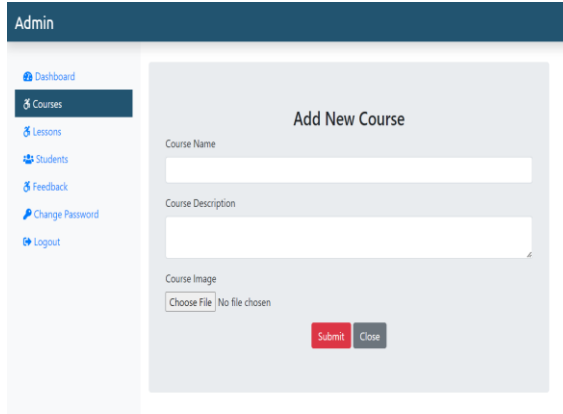 Admin
Dashboard
Courses
Lessons
Students
Feedback
Change Password
Logout
Add New Course
Course Name
Course Description
Course Image
Choose File No file chosen
Submit Close